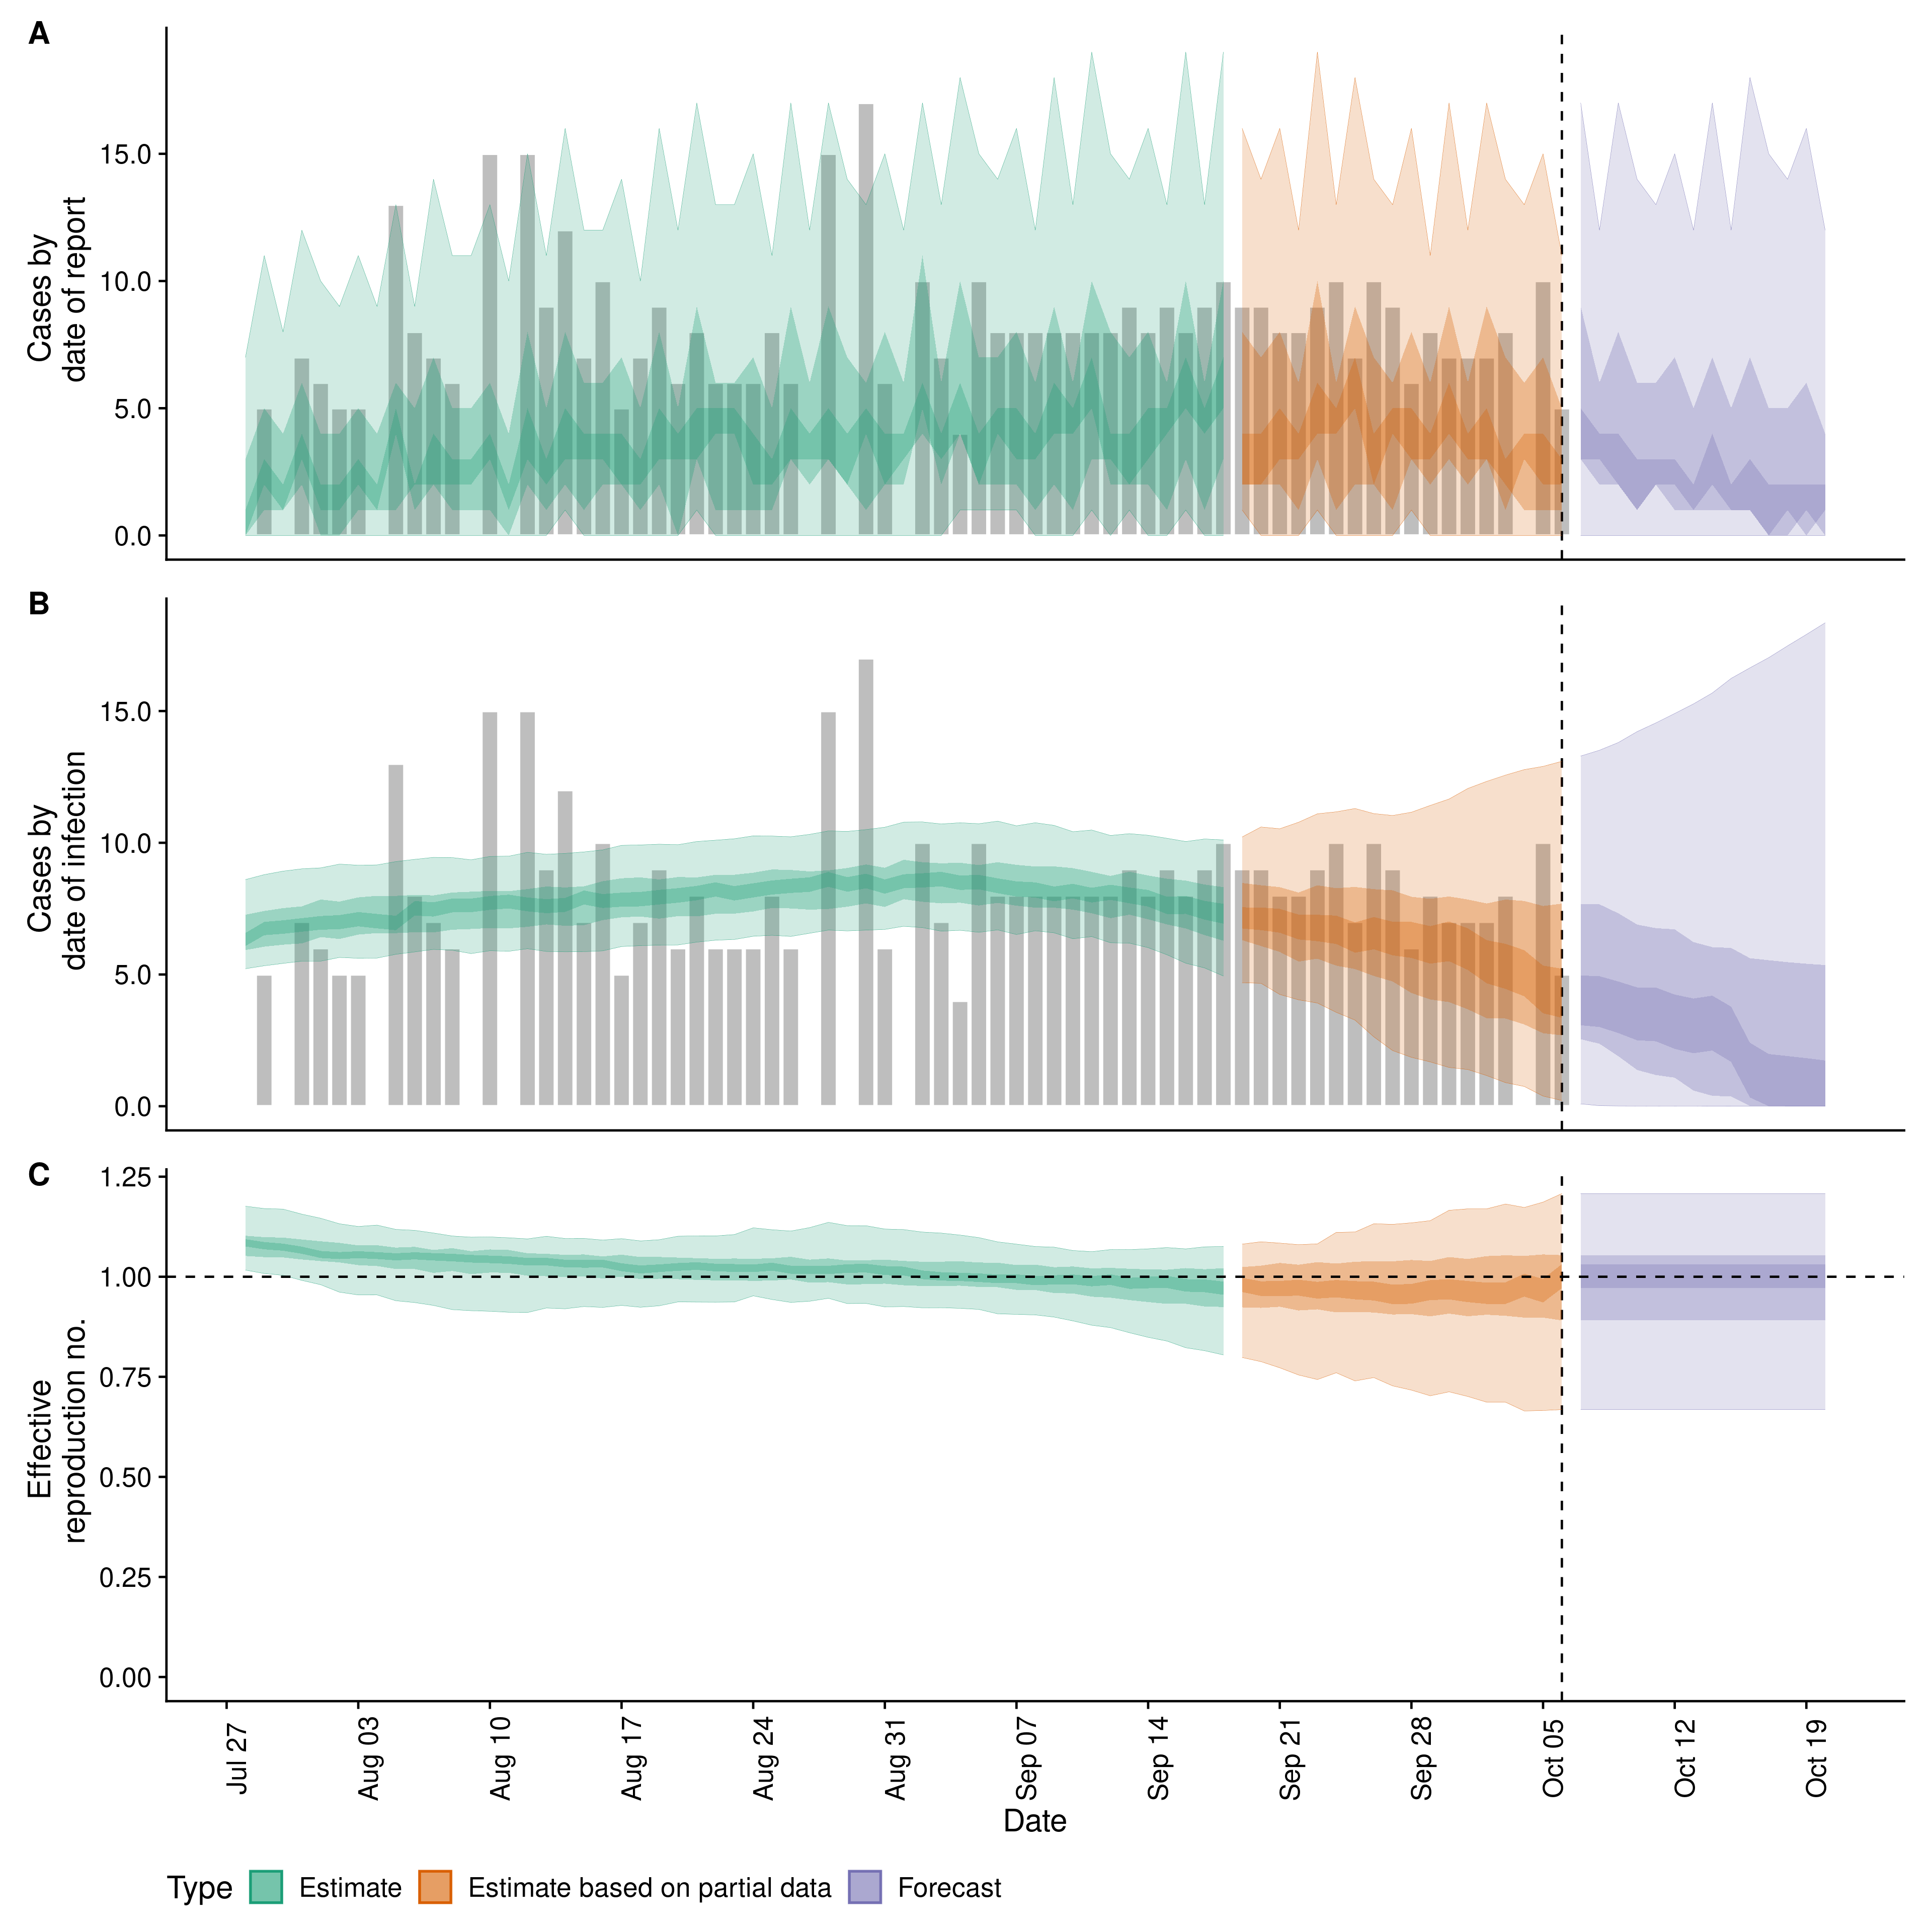 A
Cases by
date of report
15.0
10.0
5.0
0.0
B
Cases by
date of infection
15.0
10.0
5.0
0.0
C
Effective
reproduction no.
1.25
1.00
0.75
0.50
0.25
0.00
Jul 27
Aug 03
Aug 10
Aug 17
Aug 24
Aug 31
Sep 07
Sep 14
Sep 21
Sep 28
Oct 05
Oct 12
Oct 19
Date
Type Estimate Estimate based on partial data Forecast